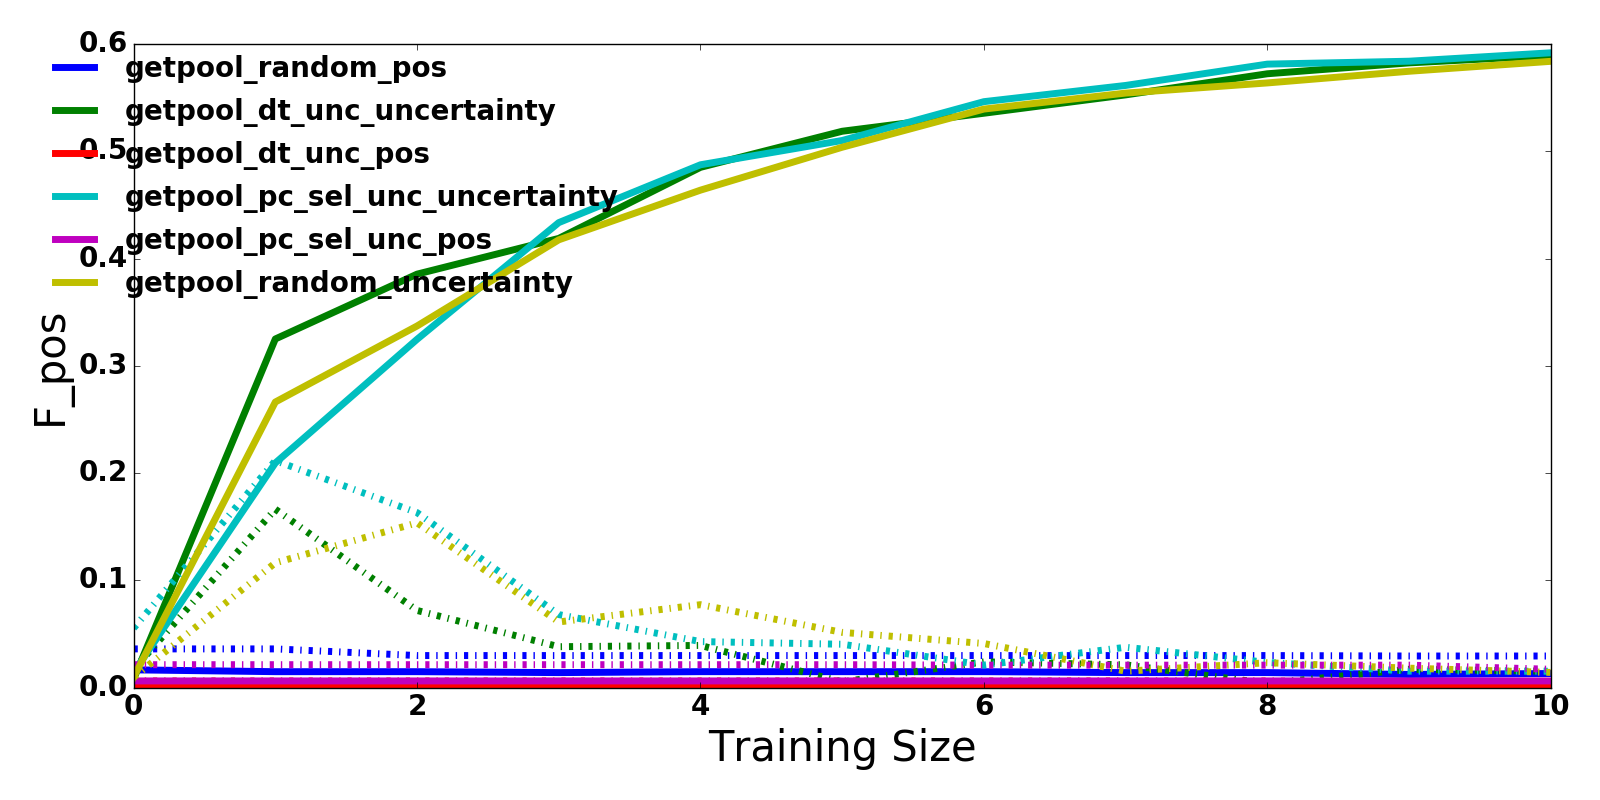 0.6
getpool_random_pos
getpool_dt_unc_uncertainty
0.5
getpool_dt_unc_pos
getpool_pc_sel_unc_uncertainty
getpool_pc_sel_unc_pos
0.4
getpool_random_uncertainty
0.3
F_pos
0.2
0.1
0.0
0 2 4 6 8 10
Training Size